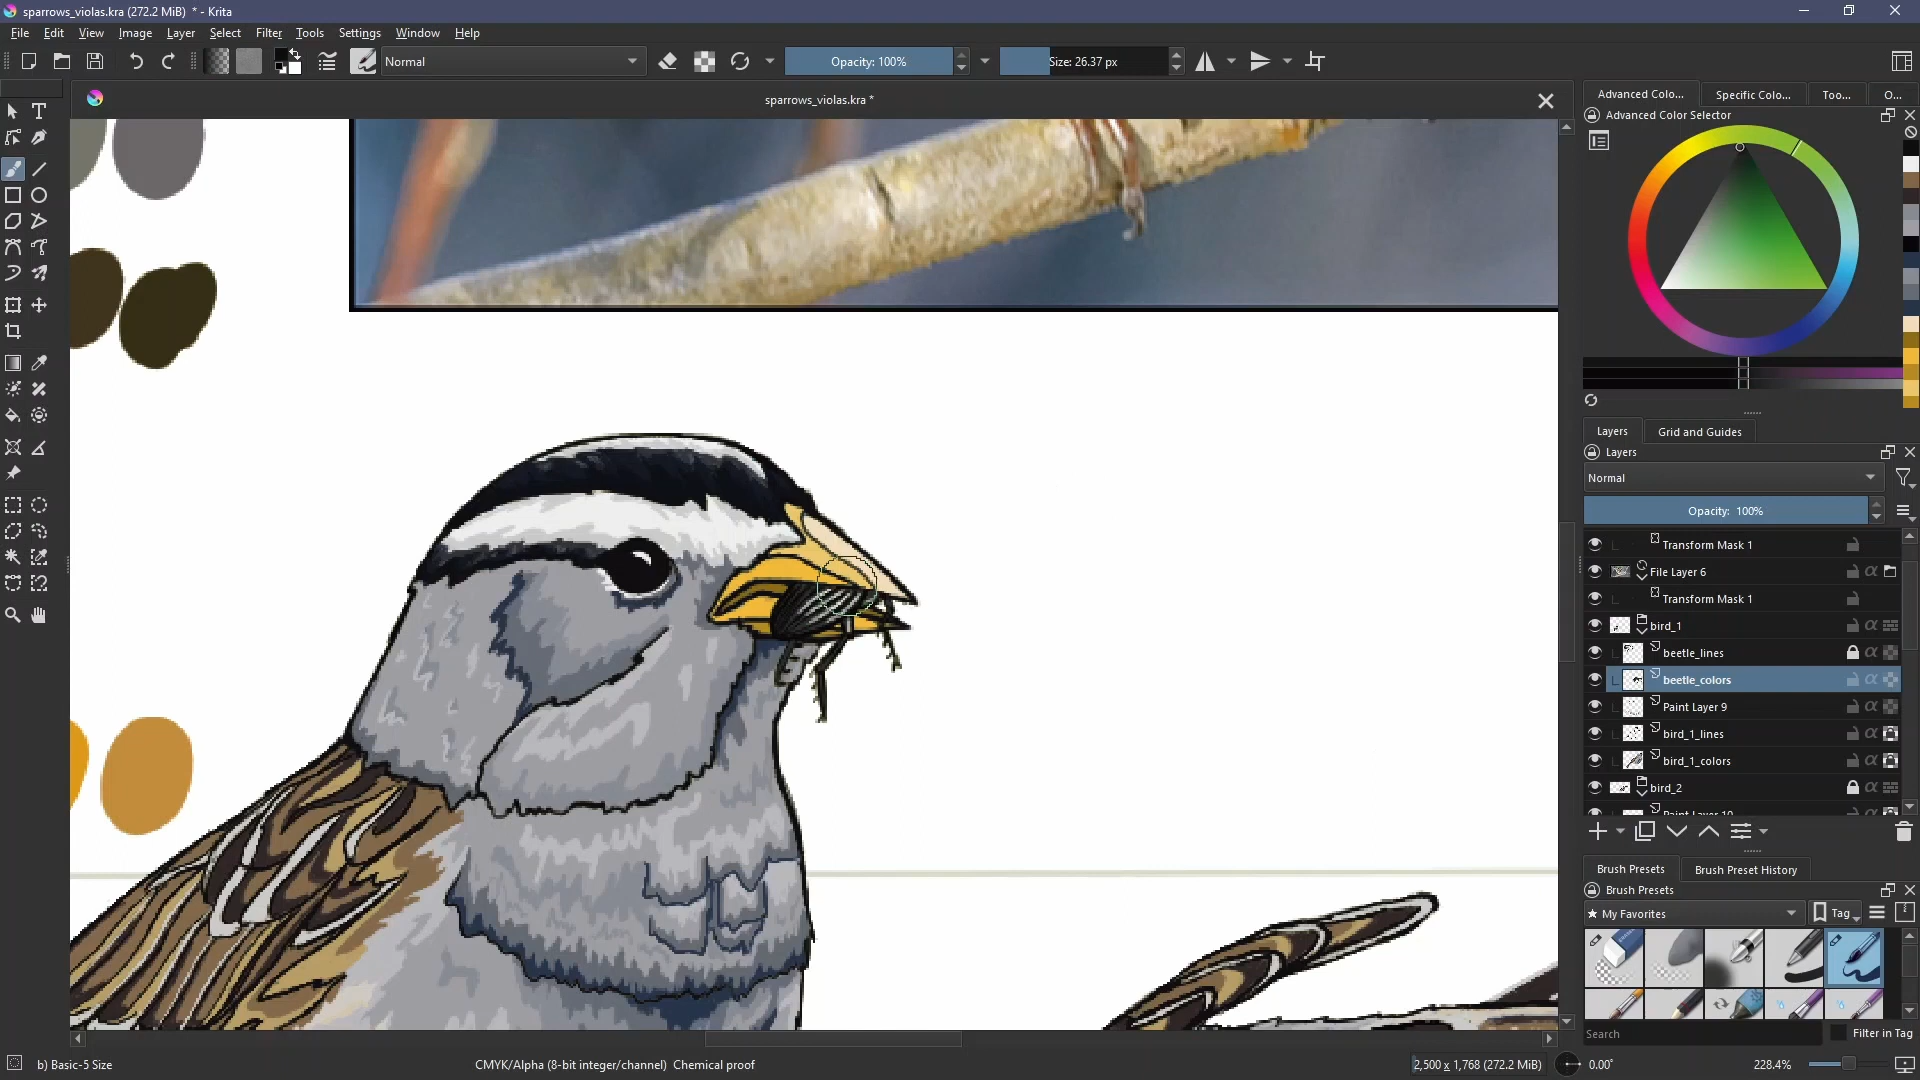 sparrows_violas.kra (272.2 MiB) * - Krita
File Edit View Image Layer Select Filter Tools Settings Window Help
Normal
Opacity: 100%
Size: 26.37 px
sparrows_violas.kra *
Advanced Colo... Specific Colo... Too... O...
Advanced Color Selector
Layers Grid and Guides
Layers
Normal
Opacity: 100%
Transform Mask 1
File Layer 6
Transform Mask 1
bird_1
beetle_lines
beetle_colors
Paint Layer 9
bird_1_lines
bird_1_colors
bird_2
Paint Layer 10
Brush Presets Brush Preset History
Brush Presets
★ My Favorites
Tag
Search
Filter in Tag
b) Basic-5 Size
CMYK/Alpha (8-bit integer/channel) Chemical proof
2,500 x 1,768 (272.2 MiB)
0.00°
228.4%